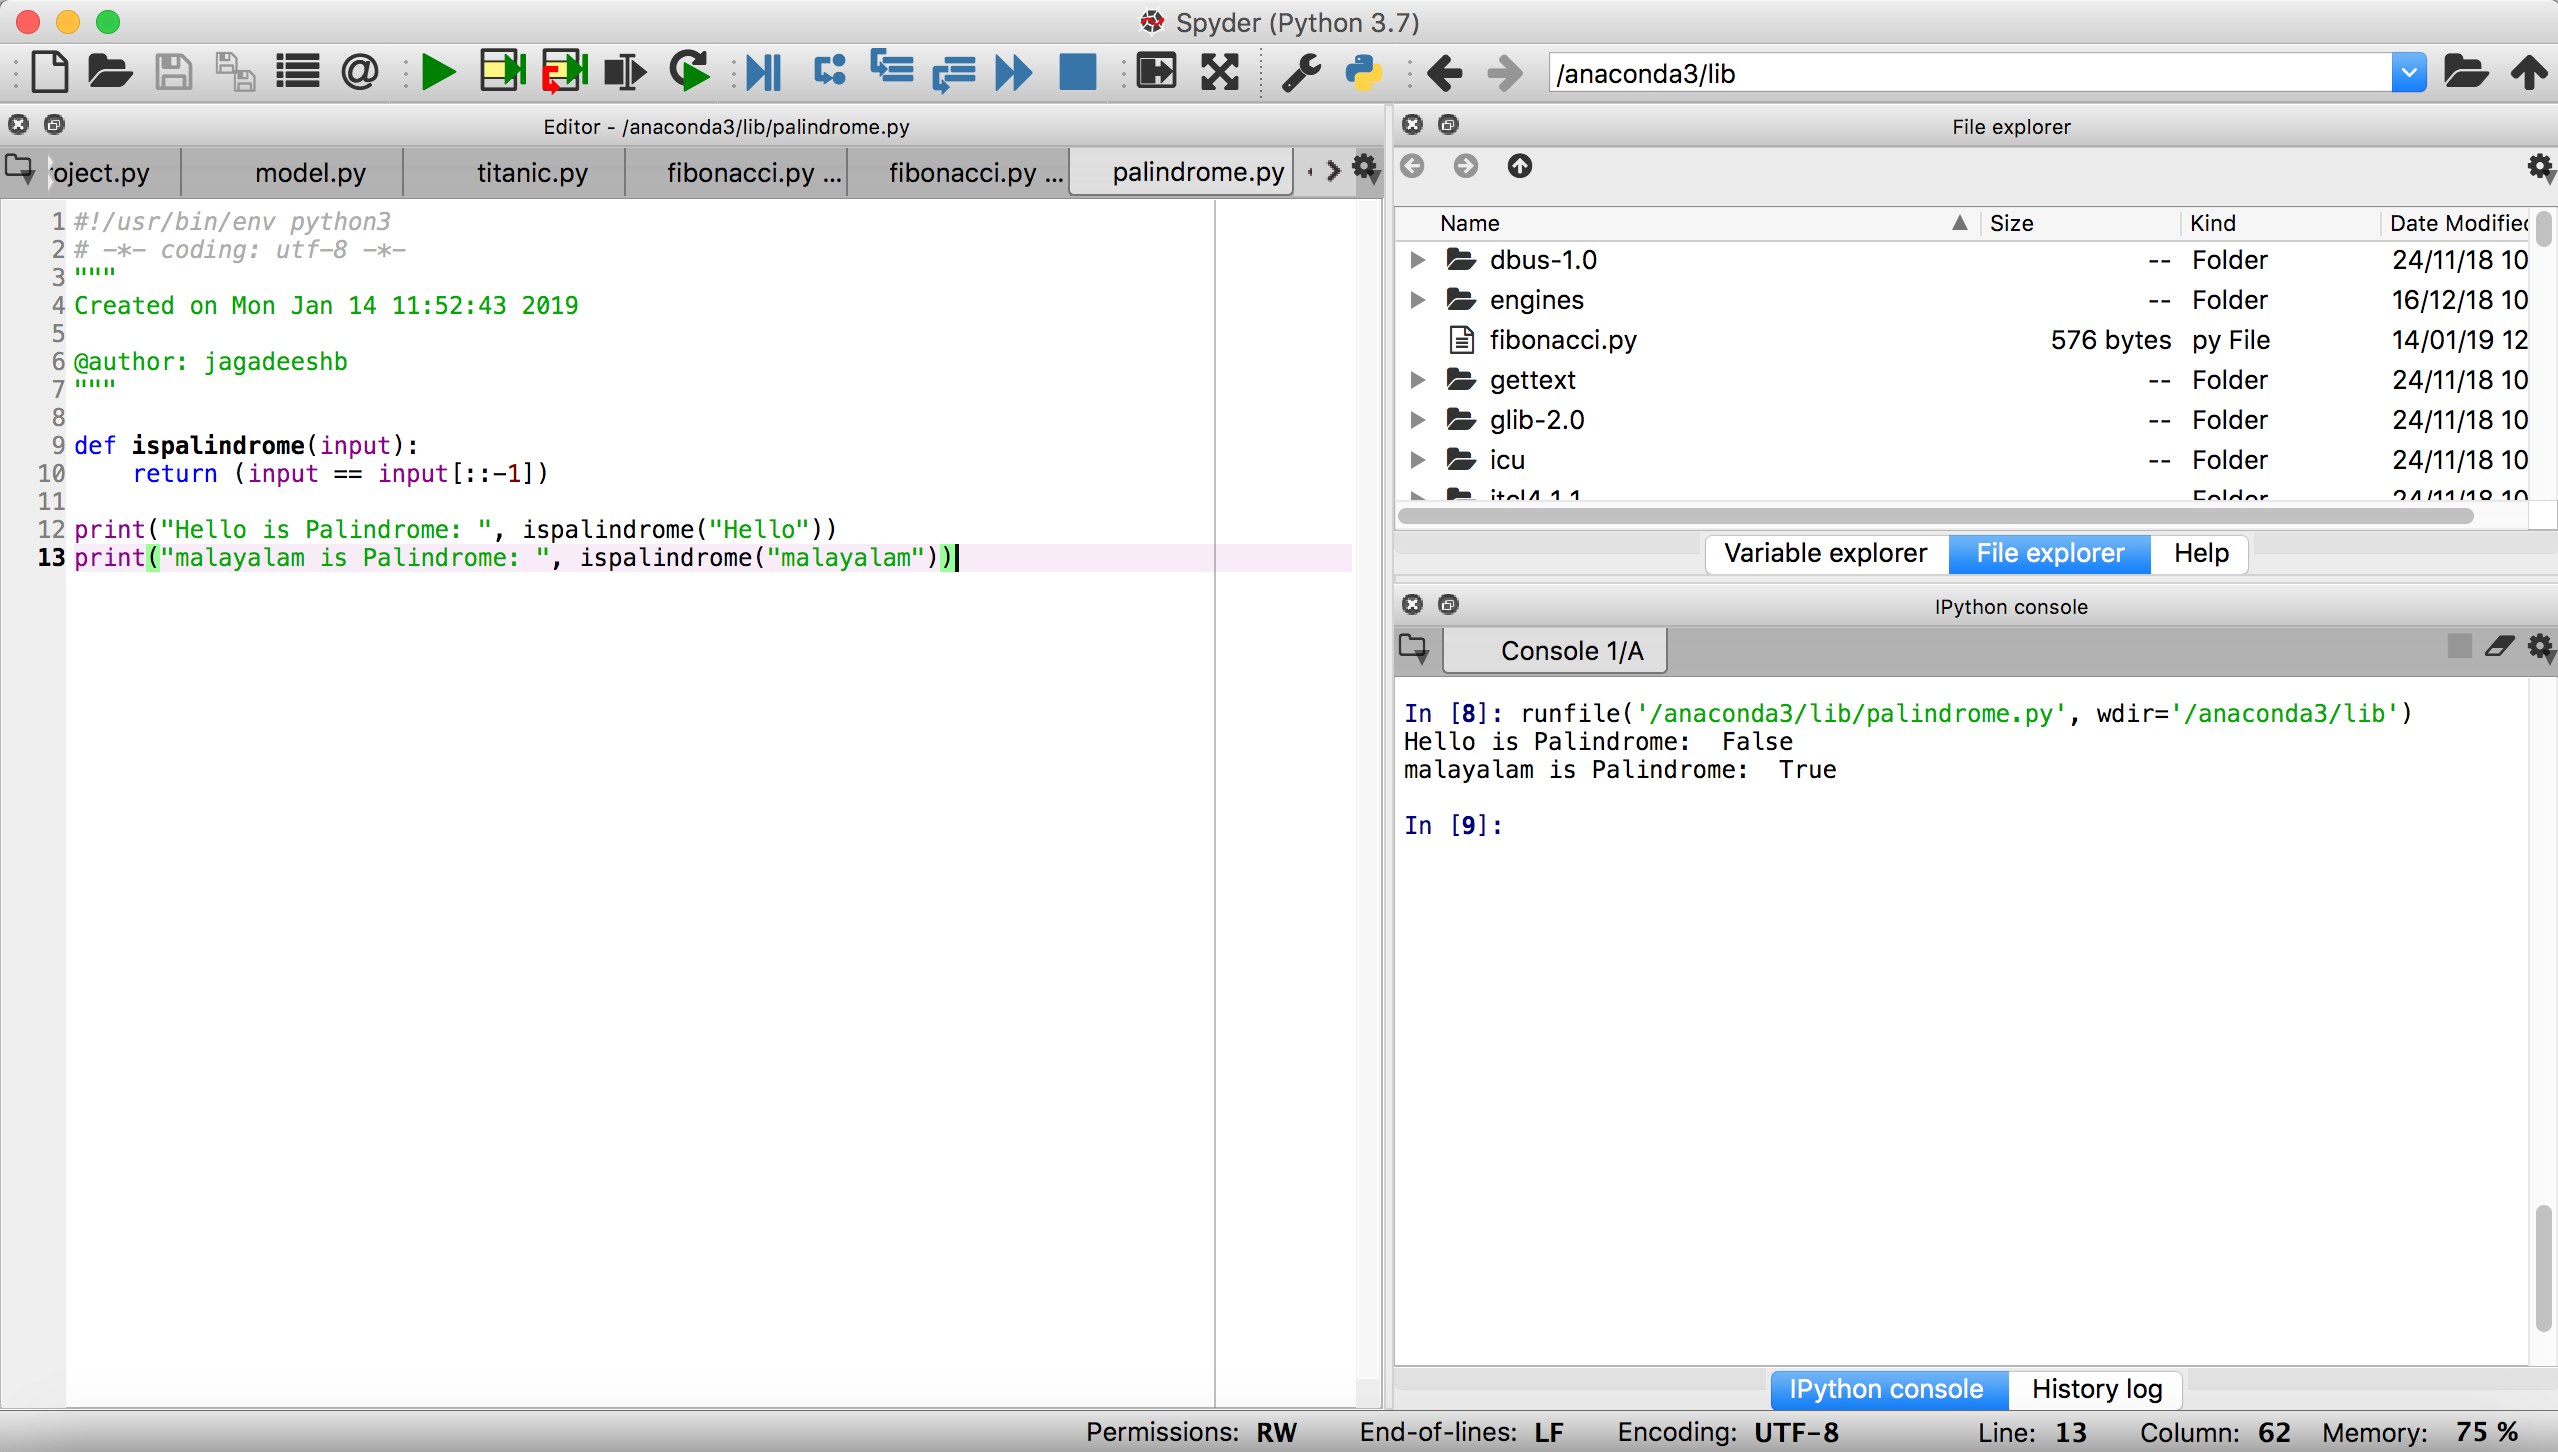 Spyder (Python 3.7)
/anaconda3/lib
Editor - /anaconda3/lib/palindrome.py
oject.py
model.py
titanic.py
fibonacci.py ...
fibonacci.py ...
palindrome.py
1 #!/usr/bin/env python3
2 # -*- coding: utf-8 -*-
3 """
4 Created on Mon Jan 14 11:52:43 2019
5
6 @author: jagadeeshb
7 """
8
9 def ispalindrome(input):
10     return (input == input[::-1])
11
12 print("Hello is Palindrome: ", ispalindrome("Hello"))
13 print("malayalam is Palindrome: ", ispalindrome("malayalam"))
File explorer
Name Size Kind Date Modified
dbus-1.0 -- Folder 24/11/18 10
engines -- Folder 16/12/18 10
fibonacci.py 576 bytes py File 14/01/19 12
gettext -- Folder 24/11/18 10
glib-2.0 -- Folder 24/11/18 10
icu -- Folder 24/11/18 10
itcl4.1.1 Folder 24/11/18 10
Variable explorer File explorer Help
IPython console
Console 1/A
In [8]: runfile('/anaconda3/lib/palindrome.py', wdir='/anaconda3/lib')
Hello is Palindrome:  False
malayalam is Palindrome:  True
In [9]:
IPython console History log
Permissions: RW End-of-lines: LF Encoding: UTF-8 Line: 13 Column: 62 Memory: 75 %